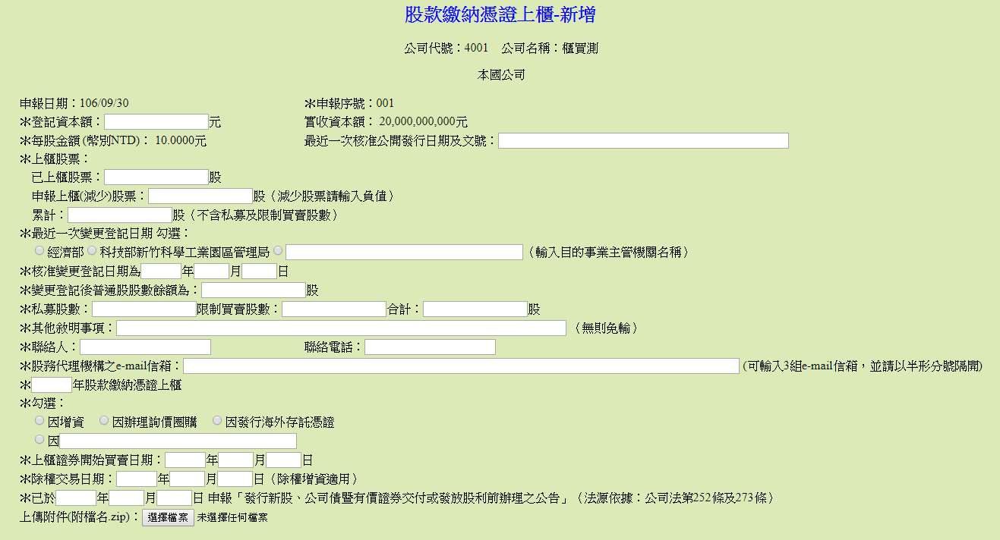 股款繳納憑證上櫃-新增
公司代號：4001 公司名稱：櫃買測
本國公司
申報日期：106/09/30 ＊申報序號：001
＊登記資本額： 元 實收資本額： 20,000,000,000元
＊每股金額 (幣別NTD)： 10.0000元 最近一次核准公開發行日期及文號：
＊上櫃股票：
已上櫃股票： 股
申報上櫃(減少)股票： 股（減少股票請輸入負值）
累計： 股（不含私募及限制買賣股數）
＊最近一次變更登記日期 勾選：
經濟部 科技部新竹科學工業園區管理局 （輸入目的事業主管機關名稱）
＊核准變更登記日期為 年 月 日
＊變更登記後普通股股數餘額為： 股
＊私募股數： 限制買賣股數： 合計： 股
＊其他敘明事項： （無則免輸）
＊聯絡人： 聯絡電話：
＊股務代理機構之e-mail信箱： (可輸入3組e-mail信箱，並請以半形分號隔開)
＊ 年股款繳納憑證上櫃
＊勾選：
因增資 因辦理詢價圈購 因發行海外存託憑證
因
＊上櫃證券開始買賣日期： 年 月 日
＊除權交易日期： 年 月 日（除權增資適用）
＊已於 年 月 日 申報「發行新股、公司債暨有價證券交付或發放股利前辦理之公告」（法源依據：公司法第252條及273條）
上傳附件(附檔名.zip)： 選擇檔案 未選擇任何檔案